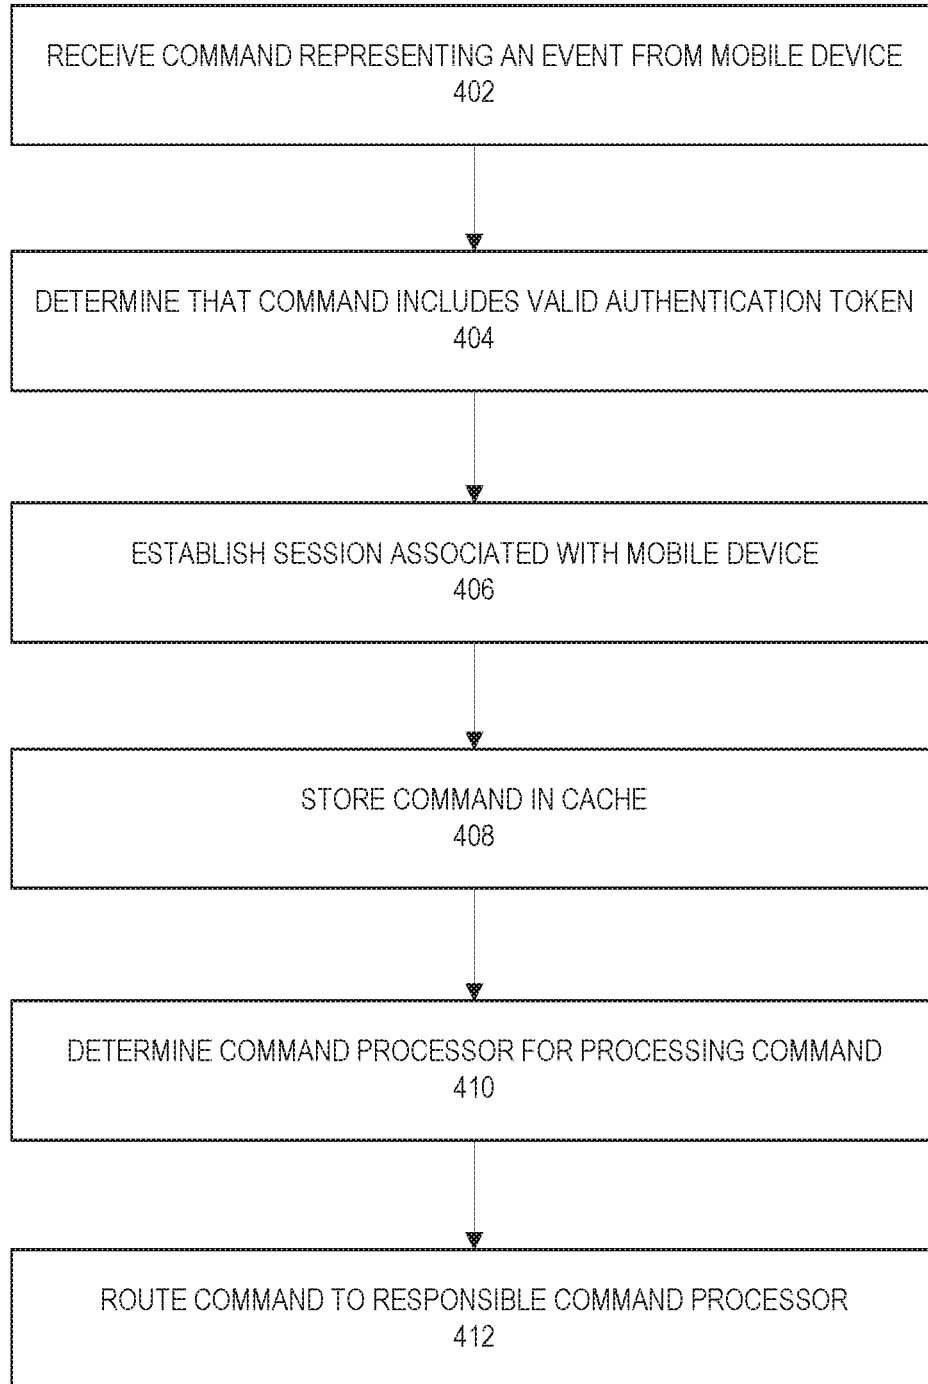 RECEIVE COMMAND REPRESENTING AN EVENT FROM MOBILE DEVICE
402
DETERMINE THAT COMMAND INCLUDES VALID AUTHENTICATION TOKEN
404
ESTABLISH SESSION ASSOCIATED WITH MOBILE DEVICE
406
STORE COMMAND IN CACHE
408
DETERMINE COMMAND PROCESSOR FOR PROCESSING COMMAND
410
ROUTE COMMAND TO RESPONSIBLE COMMAND PROCESSOR
412